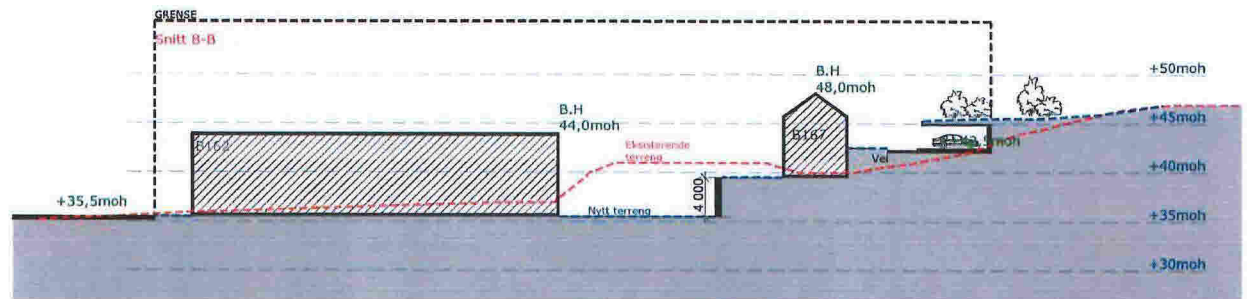 GRENSE
Snitt B-B
B.H
48,0moh
+50moh
B.H
44,0moh
+45moh
B162
B167
Eksisterende
terreng
Vei
+40moh
4 000
+35,5moh
Nytt terreng
+35moh
+30moh